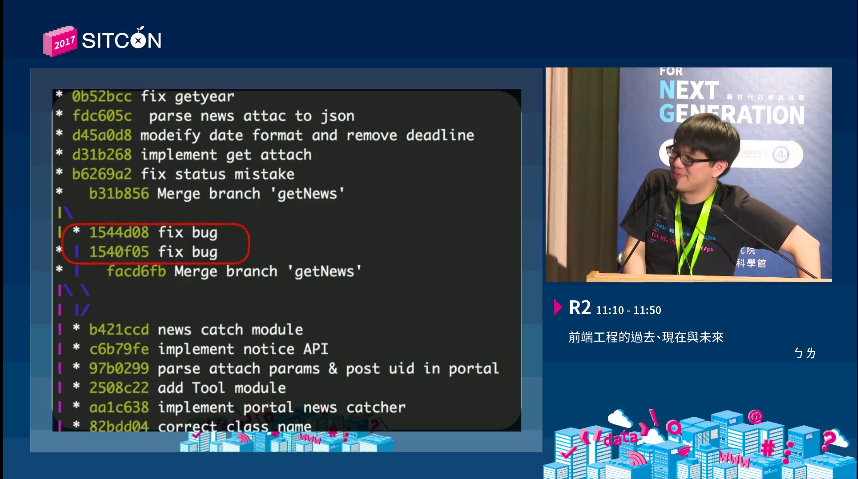 2017 SITCON
* 0b52bcc fix getyear
* fdc605c  parse news attac to json
* d45a0d8 modeify date format and remove deadline
* d31b268 implement get attach
* b6269a2 fix status mistake
*   b31b856 Merge branch 'getNews'
|\
| * 1544d08 fix bug
* | 1540f05 fix bug
* |   facd6fb Merge branch 'getNews'
|\ \
| |/
| * b421ccd news catch module
| * c6b79fe implement notice API
| * 97b0299 parse attach params & post uid in portal
| * 2508c22 add Tool module
| * aa1c638 implement portal news catcher
| * 82bdd04 correct class name
FOR
NEXT
GENERATION
科學館
R2 11:10 - 11:50
前端工程的過去、現在與未來
ㄅㄌ